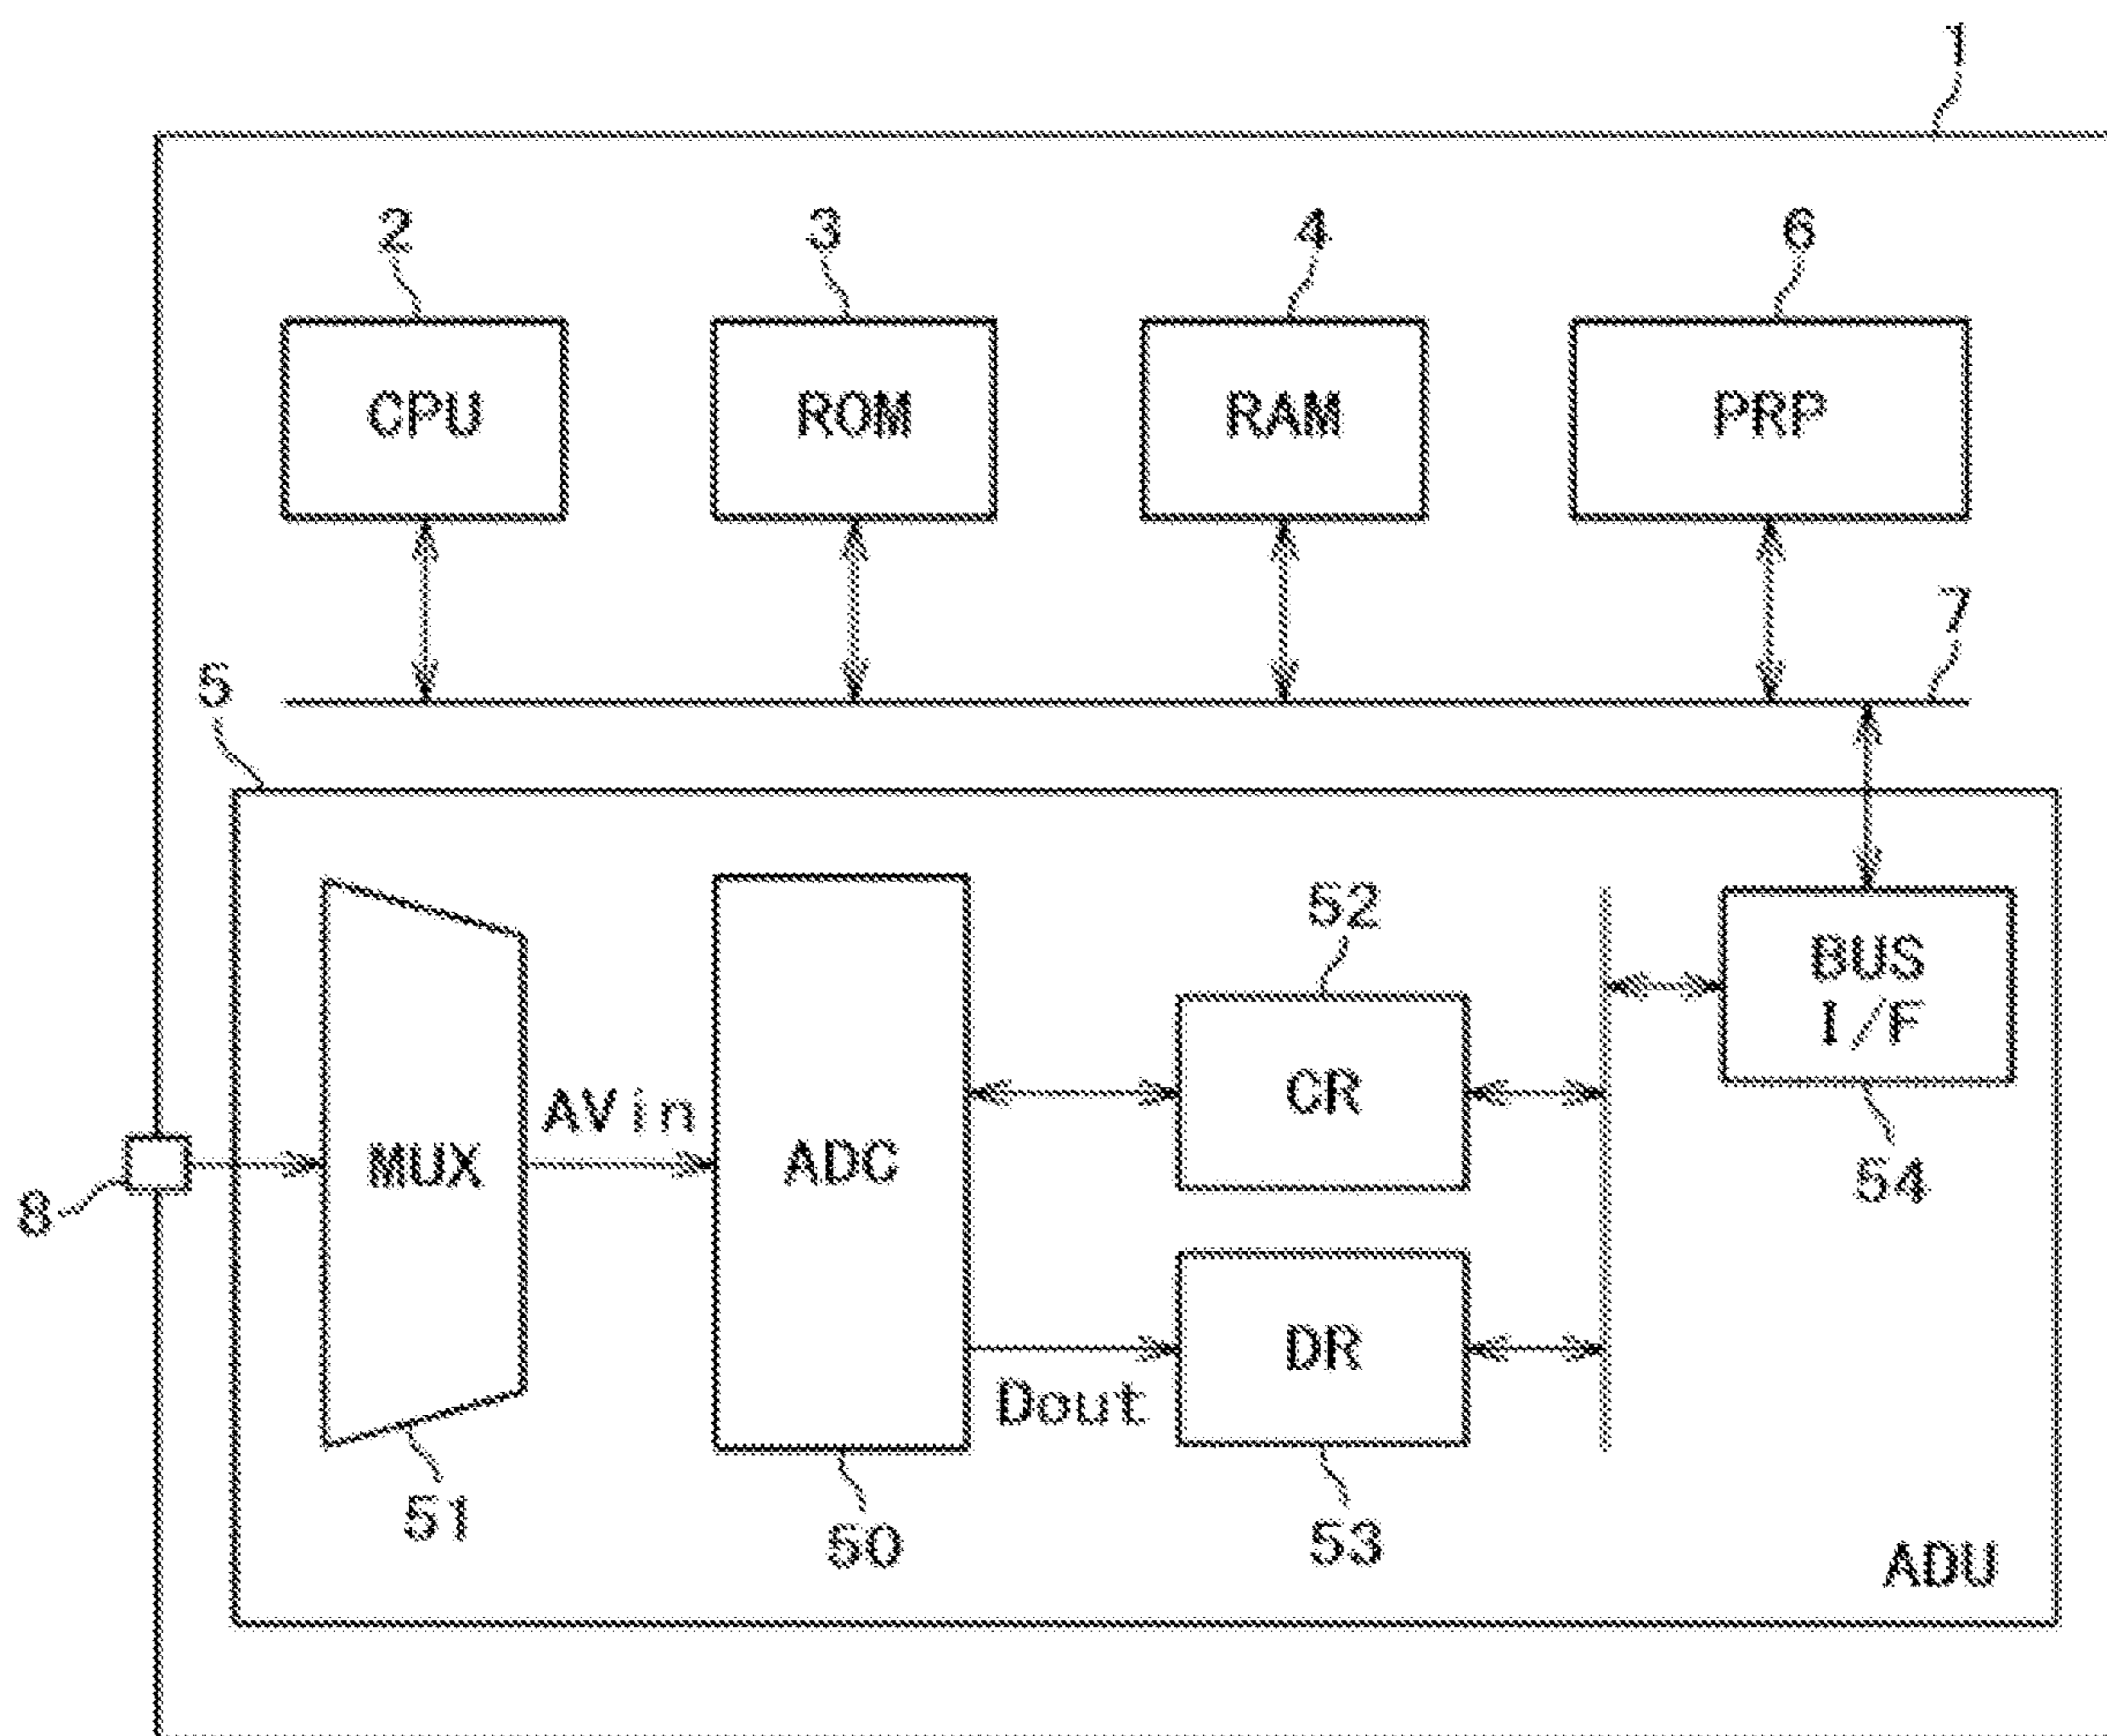 1
2 3 4 6
CPU ROM RAM PRP
7
5
52
BUS
I/F
CR
AVin
MUX ADC
54
8
DR
Dout
51
50 53
ADU